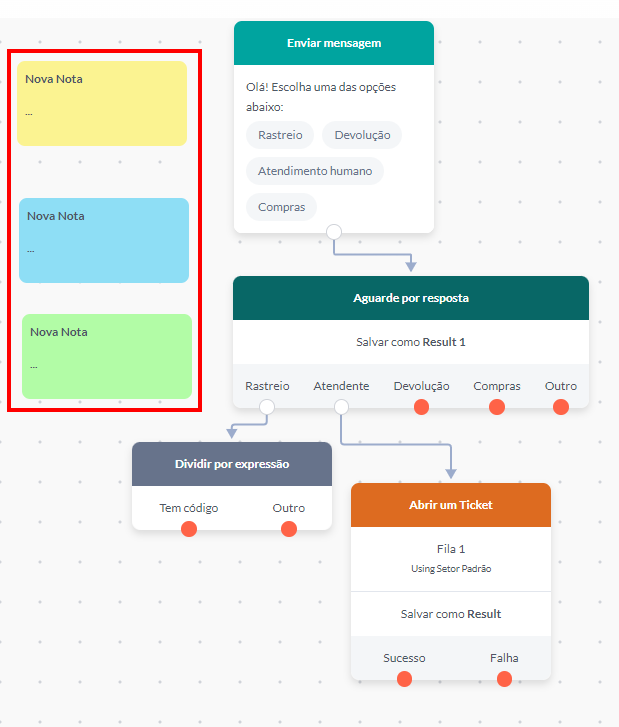 Nova Nota
...
Nova Nota
...
Nova Nota
...
Enviar mensagem
Olá! Escolha uma das opções
abaixo:
Rastreio Devolução
Atendimento humano
Compras
Aguarde por resposta
Salvar como Result 1
Rastreio Atendente Devolução Compras Outro
Dividir por expressão
Tem código Outro
Abrir um Ticket
Fila 1
Using Setor Padrão
Salvar como Result
Sucesso Falha